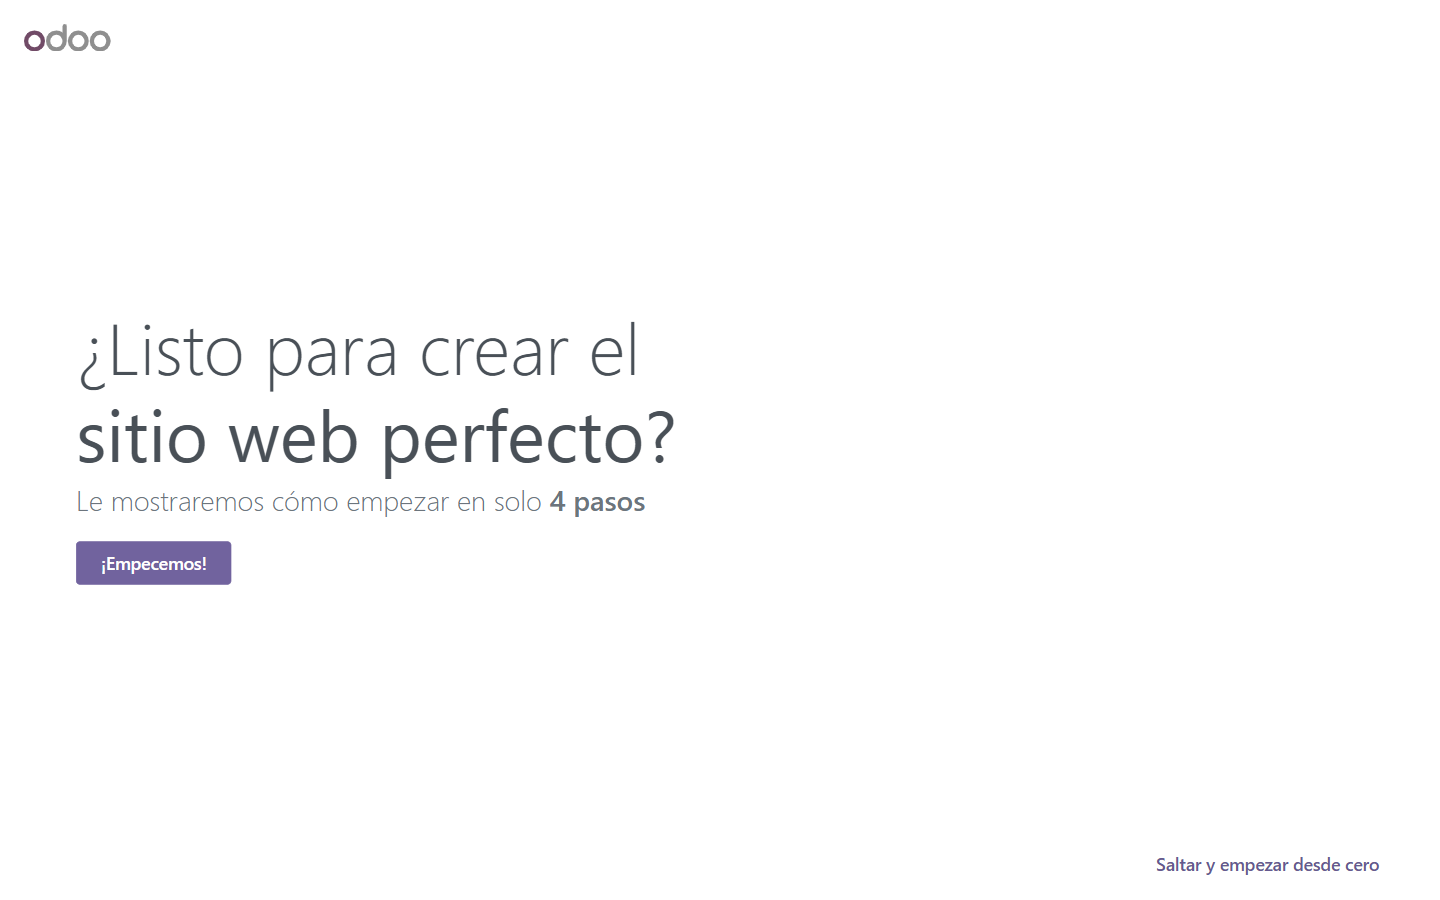 odoo
¿Listo para crear el
sitio web perfecto?
Le mostraremos cómo empezar en solo 4 pasos
¡Empecemos!
Saltar y empezar desde cero